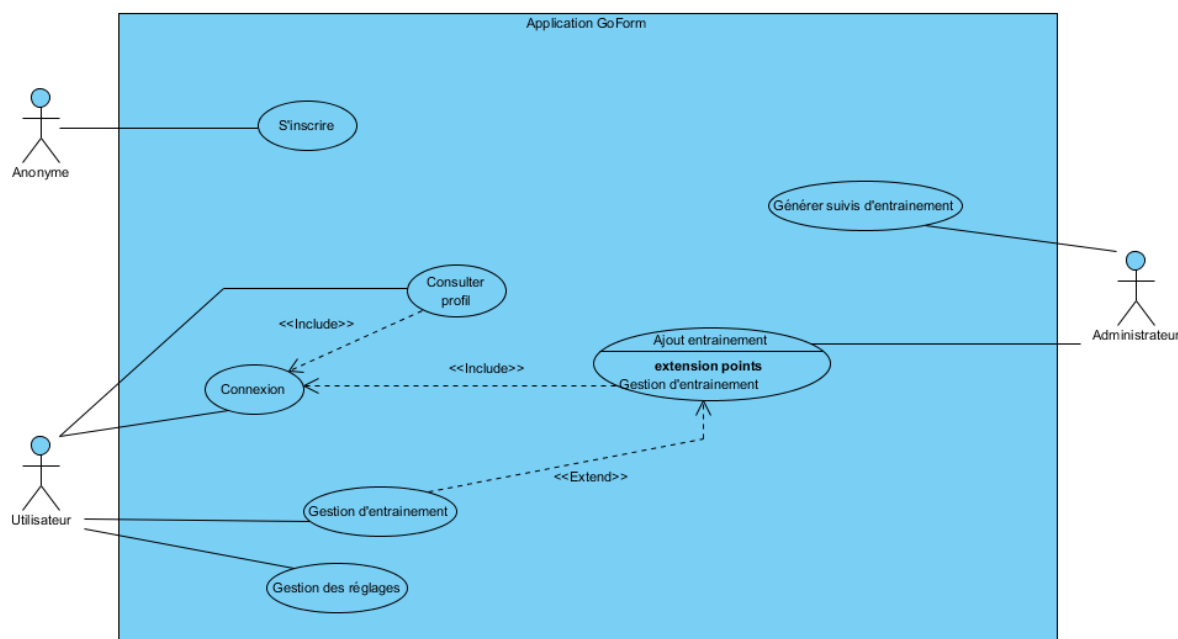 Application GoForm
S'inscrire
Anonyme
Générer suivis d'entrainement
Consulter
profil
<<Include>>
Administrateur
Ajout entrainement
extension points
Gestion d'entrainement
<<Include>>
Connexion
<<Extend>>
Gestion d'entrainement
Utilisateur
Gestion des réglages